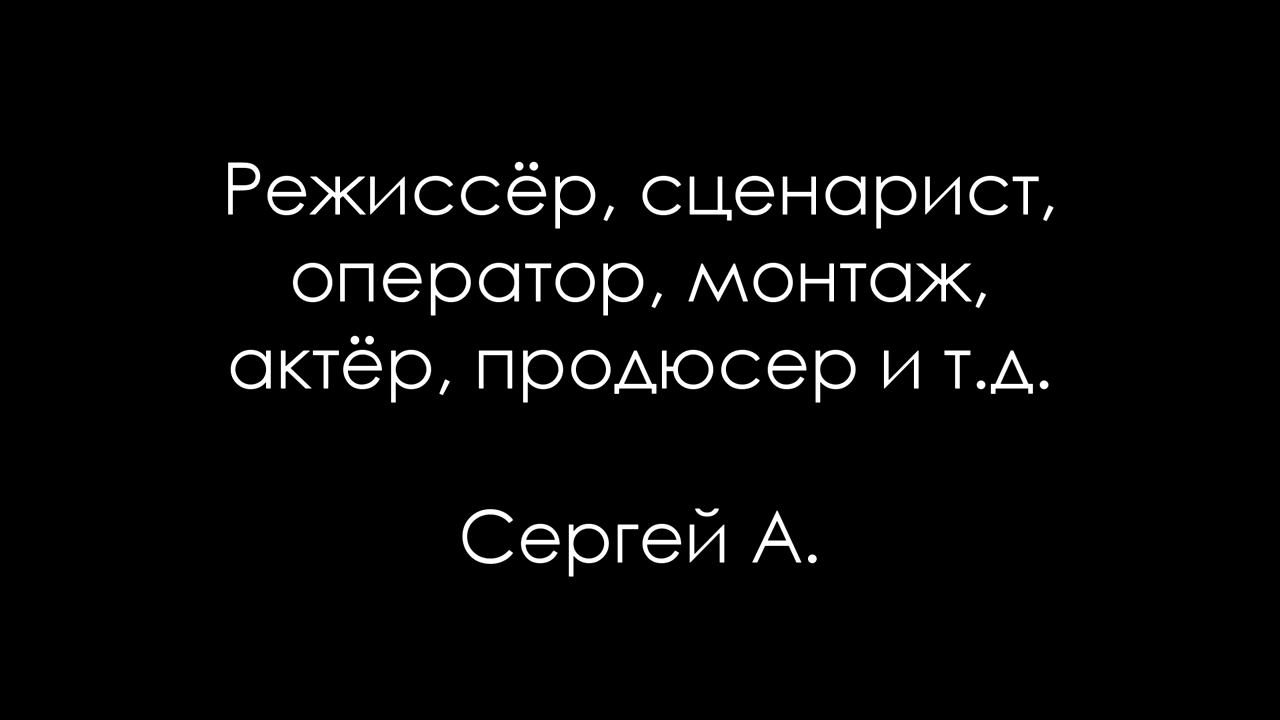 Режиссёр, сценарист,
оператор, монтаж,
актёр, продюсер и т.д.
Сергей А.